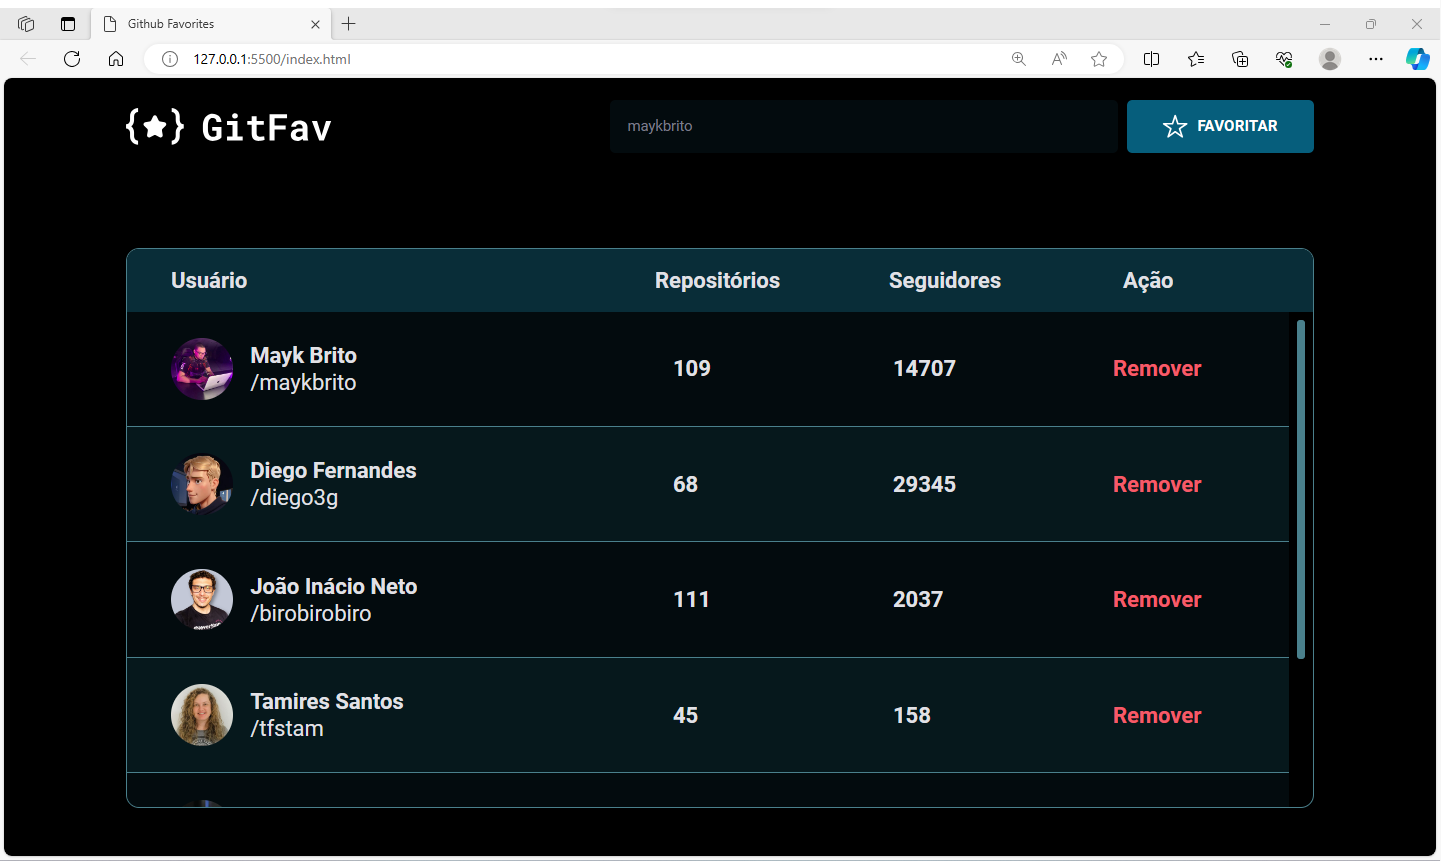 Github Favorites
127.0.0.1:5500/index.html
{★} GitFav
maykbrito
FAVORITAR
Usuário Repositórios Seguidores Ação
Mayk Brito
/maykbrito
109 14707 Remover
Diego Fernandes
/diego3g
68 29345 Remover
João Inácio Neto
/birobirobiro
111 2037 Remover
Tamires Santos
/tfstam
45 158 Remover